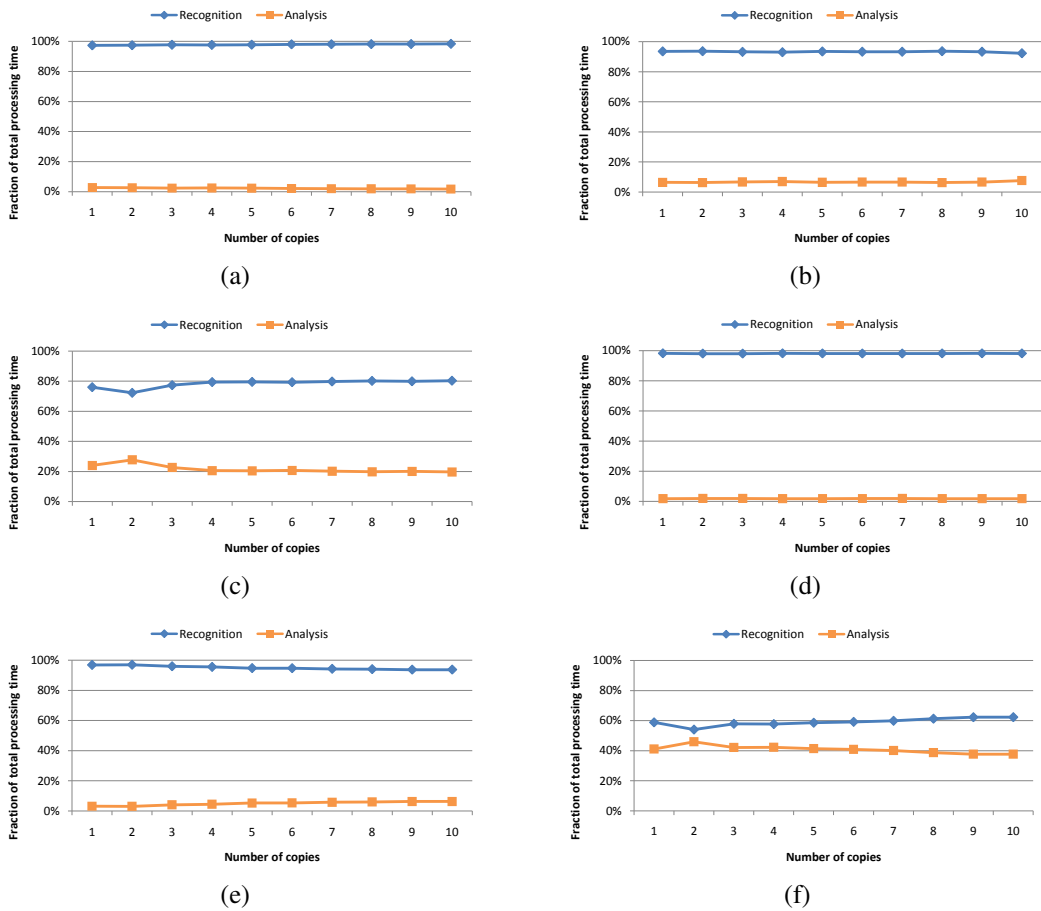 Recognition Analysis
100%
80%
60%
40%
20%
0%
1 2 3 4 5 6 7 8 9 10
Fraction of total processing time
Number of copies
(a)
Recognition Analysis
100%
80%
60%
40%
20%
0%
1 2 3 4 5 6 7 8 9 10
Fraction of total processing time
Number of copies
(b)
Recognition Analysis
100%
80%
60%
40%
20%
0%
1 2 3 4 5 6 7 8 9 10
Fraction of total processing time
Number of copies
(c)
Recognition Analysis
100%
80%
60%
40%
20%
0%
1 2 3 4 5 6 7 8 9 10
Fraction of total processing time
Number of copies
(d)
Recognition Analysis
100%
80%
60%
40%
20%
0%
1 2 3 4 5 6 7 8 9 10
Fraction of total processing time
Number of copies
(e)
Recognition Analysis
100%
80%
60%
40%
20%
0%
1 2 3 4 5 6 7 8 9 10
Fraction of total processing time
Number of copies
(f)